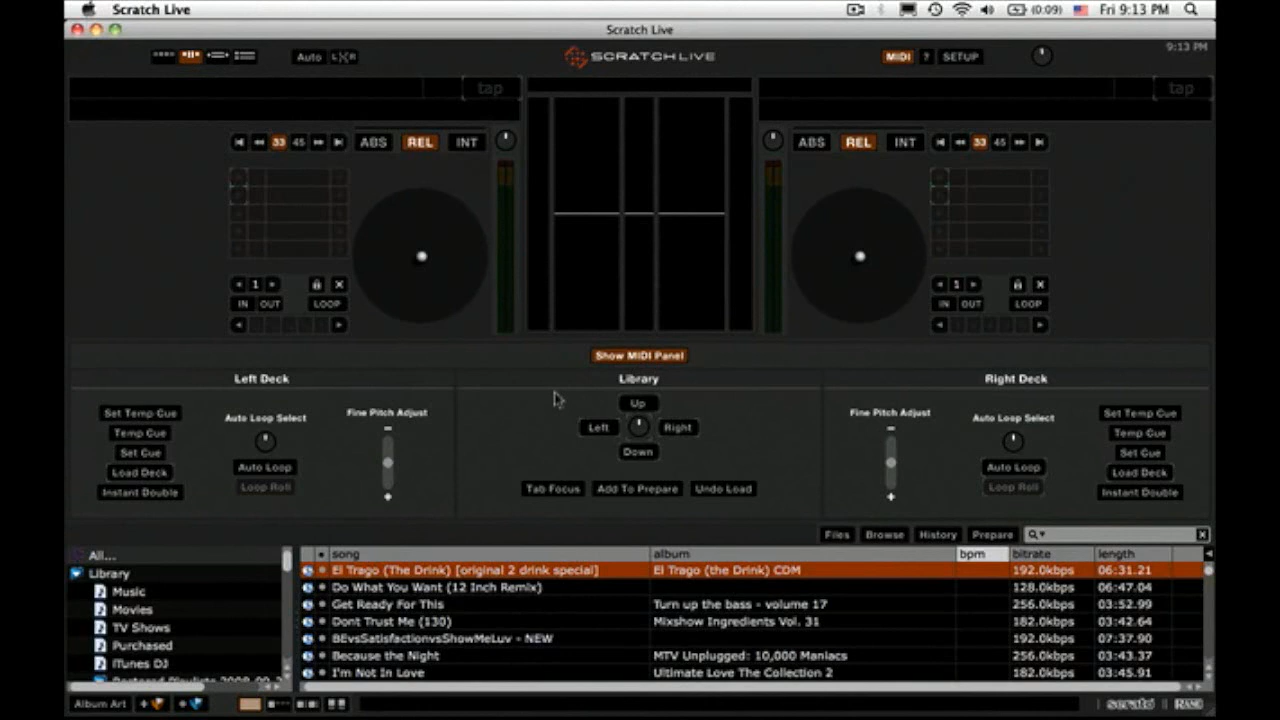 Scratch Live (0:09) Fri 9:13 PM
Scratch Live
Auto SCRATCHLIVE MIDI ? SETUP 9:13 PM
tap tap
33 45 ABS REL INT ABS REL INT 33 45
1 1
IN OUT LOOP IN OUT LOOP
Show MIDI Panel
Left Deck Library Right Deck
Set Temp Cue Auto Loop Select Fine Pitch Adjust Up Fine Pitch Adjust Auto Loop Select Set Temp Cue
Temp Cue Left Right Temp Cue
Set Cue Down Set Cue
Load Deck Auto Loop Auto Loop Load Deck
Instant Double Loop Roll Tab Focus Add To Prepare Undo Load Loop Roll Instant Double
Files Browse History Prepare
All... song album bpm bitrate length
Library El Trago (The Drink) [original 2 drink special] El Trago (the Drink) CDM 192.0kbps 06:31.21
Music Do What You Want (12 Inch Remix) 128.0kbps 06:47.04
Movies Get Ready For This Turn up the bass - volume 17 256.0kbps 03:52.99
TV Shows Dont Trust Me (130) Mixshow Ingredients Vol. 31 182.0kbps 03:42.64
Purchased BEvsSatisfactionvsShowMeLuv - NEW 192.0kbps 07:37.90
iTunes DJ Because the Night MTV Unplugged: 10,000 Maniacs 256.0kbps 03:43.37
I'm Not In Love Ultimate Love The Collection 2 182.0kbps 03:45.91
Album Art serato RANE